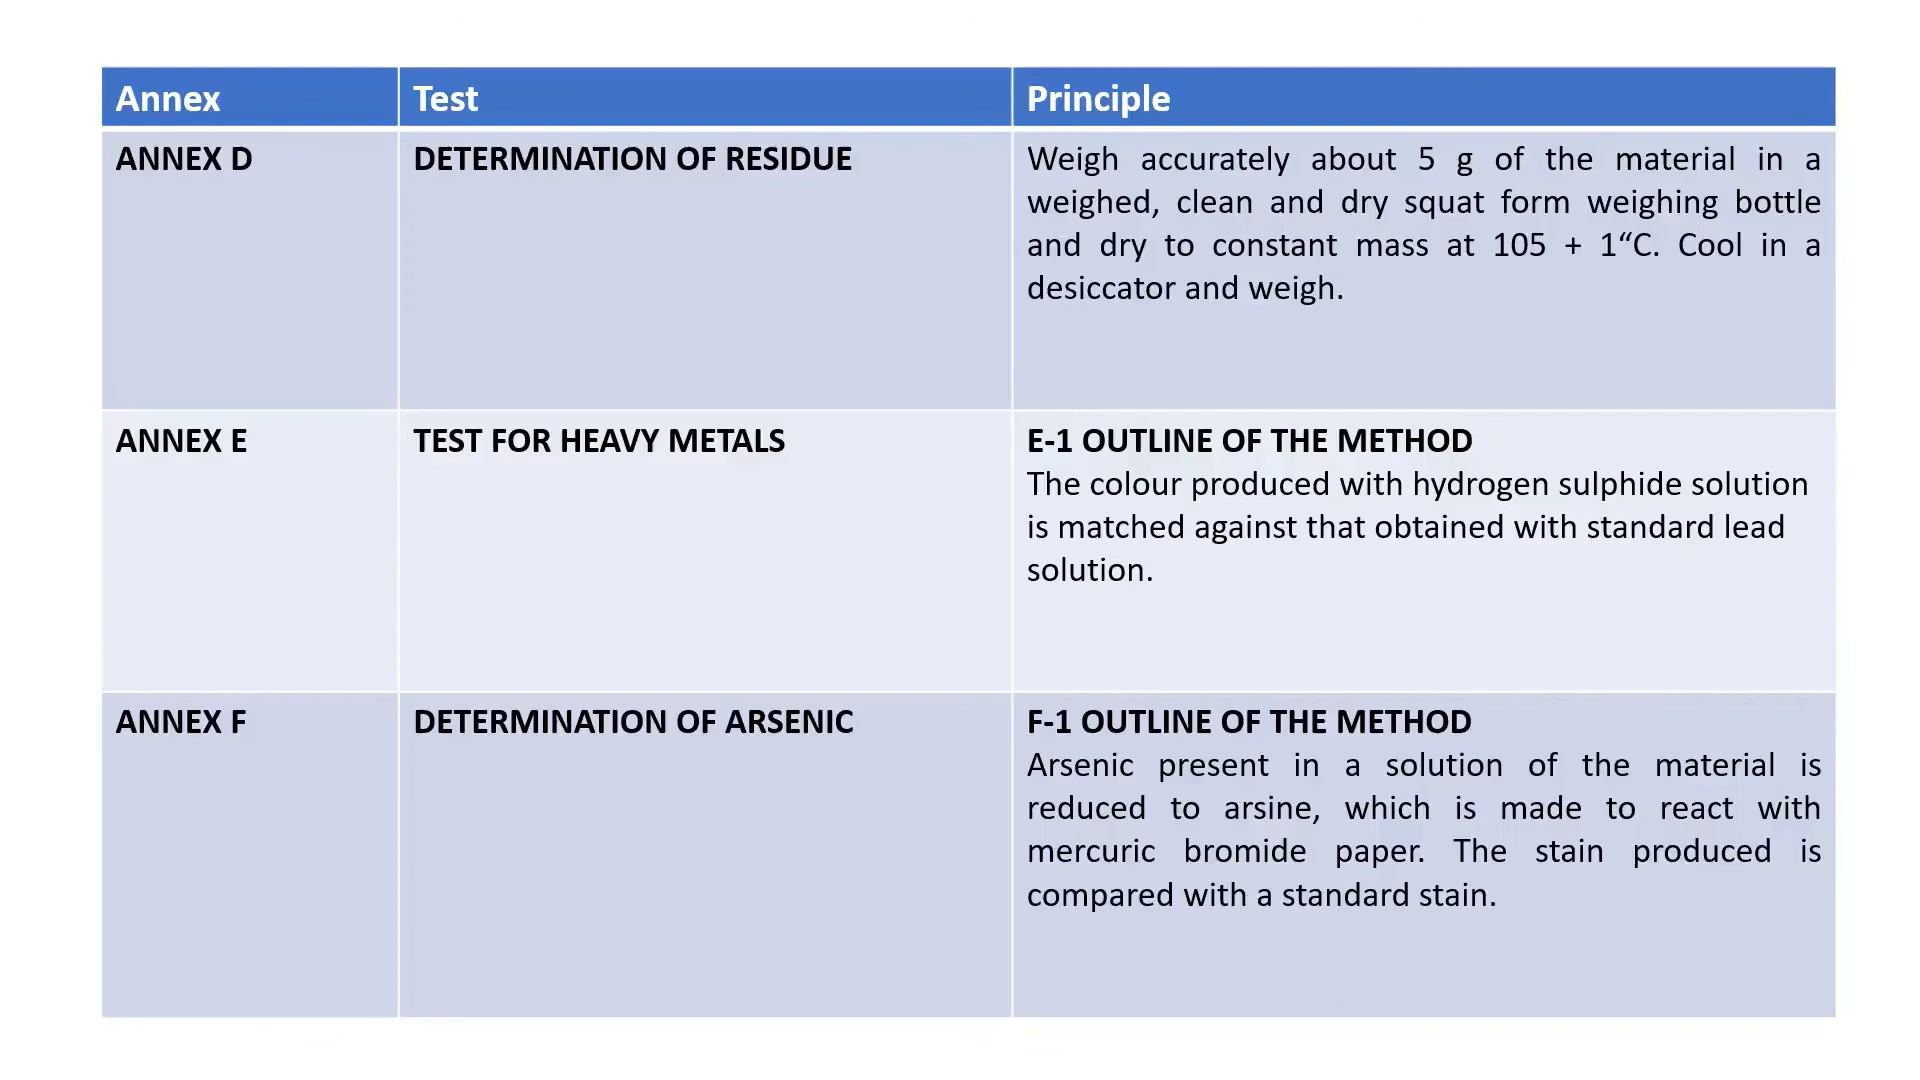 Annex
Test
Principle
ANNEX D
DETERMINATION OF RESIDUE
Weigh accurately about 5 g of the material in a
weighed, clean and dry squat form weighing bottle
and dry to constant mass at 105 + 1“C. Cool in a
desiccator and weigh.
ANNEX E
TEST FOR HEAVY METALS
E-1 OUTLINE OF THE METHOD
The colour produced with hydrogen sulphide solution
is matched against that obtained with standard lead
solution.
ANNEX F
DETERMINATION OF ARSENIC
F-1 OUTLINE OF THE METHOD
Arsenic present in a solution of the material is
reduced to arsine, which is made to react with
mercuric bromide paper. The stain produced is
compared with a standard stain.